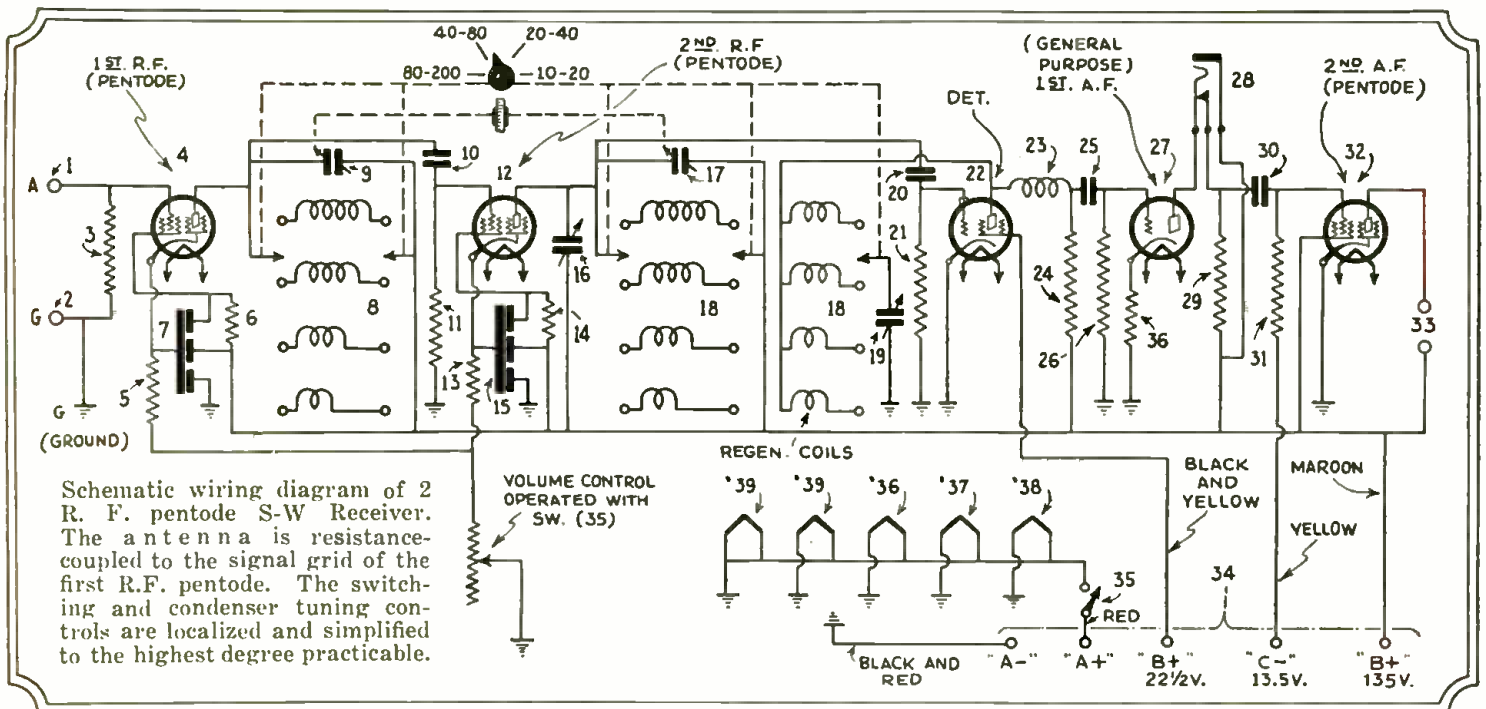 40-80
20-40
80-200
10-20
1ST. R.F.
(PENTODE)
2ND. R.F
(PENTODE)
DET.
(GENERAL
PURPOSE)
1ST. A.F.
2ND A.F.
(PENTODE)
A
1
G
2
3
4
5
6
7
8
9
10
11
12
13
14
15
16
17
18
18
19
20
21
22
23
24
25
26
27
28
29
30
31
32
33
36
G
(GROUND)
REGEN. COILS
VOLUME CONTROL
OPERATED WITH
SW. (35)
'39
'39
'36
'37
'38
35
RED
34
BLACK
AND
YELLOW
YELLOW
MAROON
BLACK AND
RED
"A-"
"A+"
"B+"
22½V.
"C-"
13.5V.
"B+"
135V.
Schematic wiring diagram of 2
R. F. pentode S-W Receiver.
The antenna is resistance-
coupled to the signal grid of the
first R.F. pentode. The switch-
ing and condenser tuning con-
trols are localized and simplified
to the highest degree practicable.